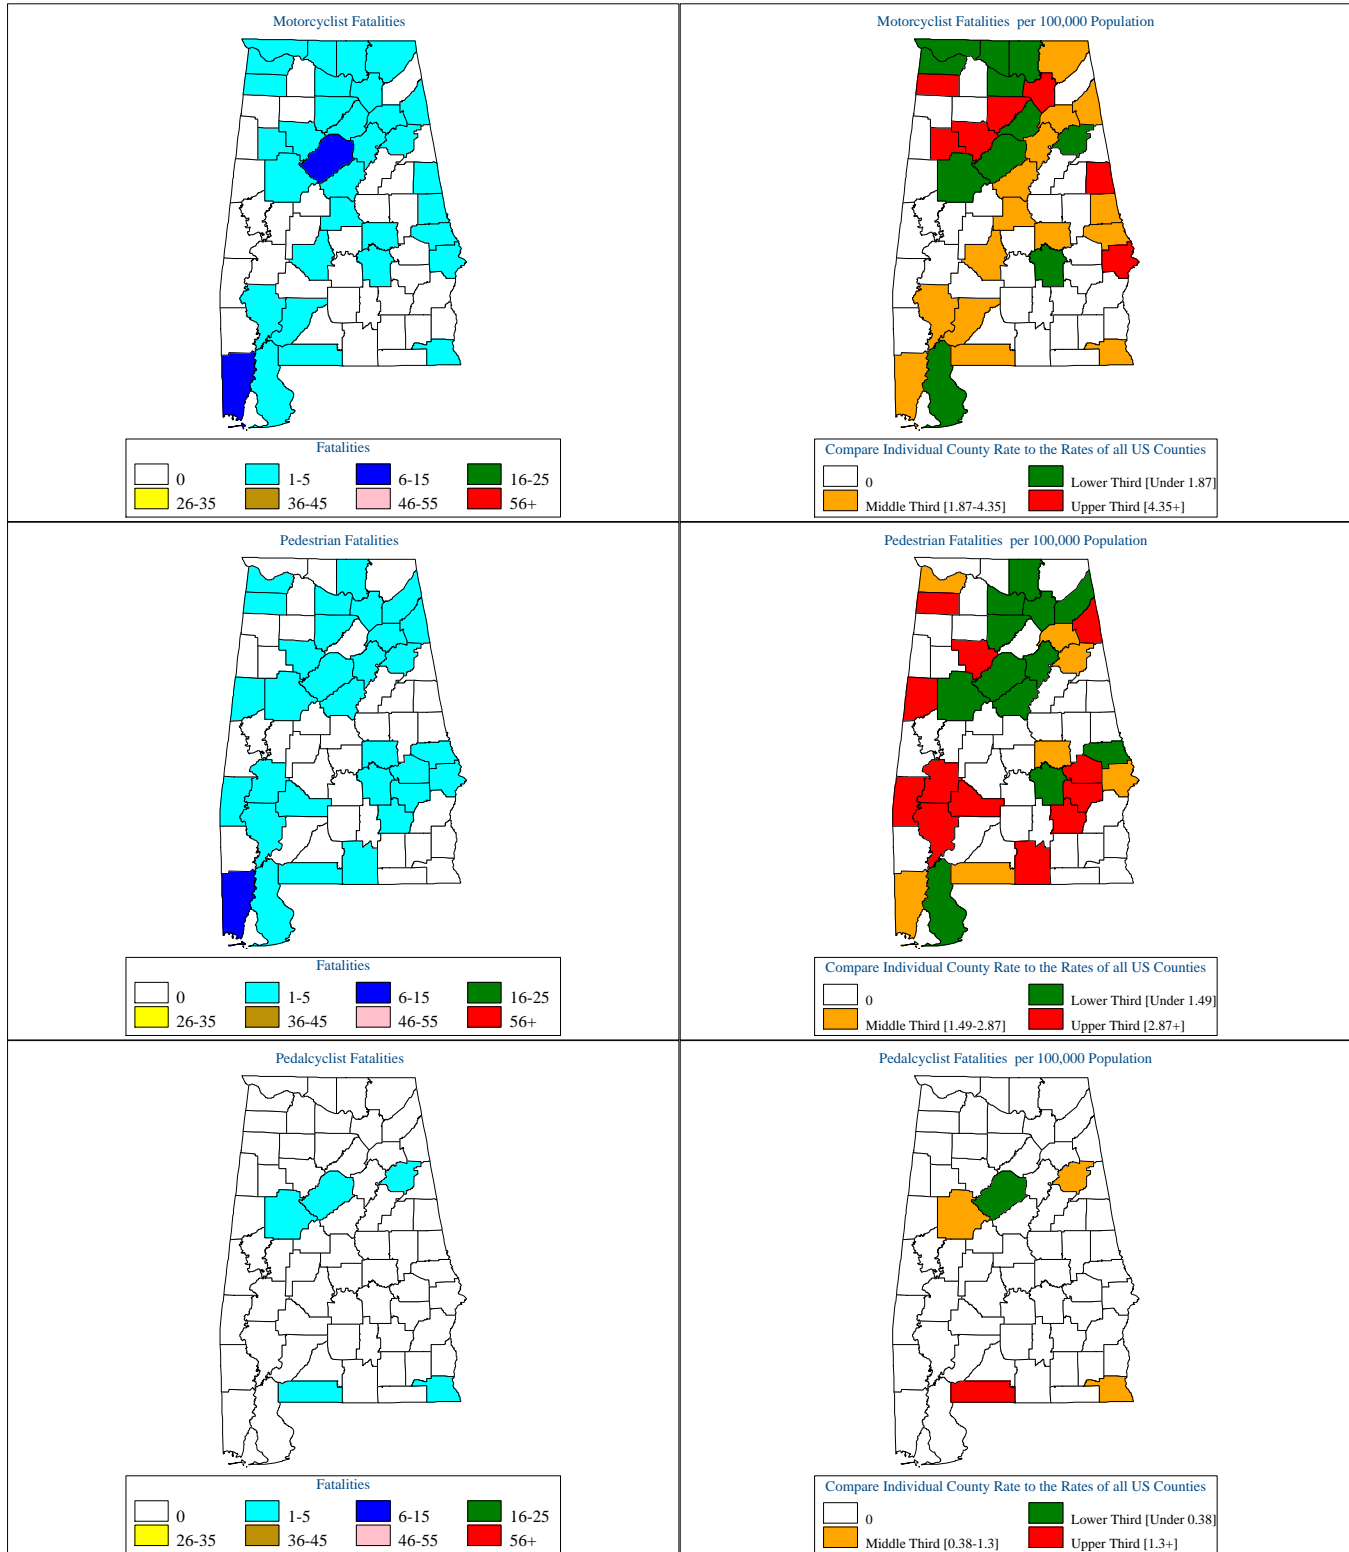 Motorcyclist Fatalities
Fatalities
0 1-5 6-15 16-25
26-35 36-45 46-55 56+
Motorcyclist Fatalities per 100,000 Population
Compare Individual County Rate to the Rates of all US Counties
0 Lower Third [Under 1.87]
Middle Third [1.87-4.35] Upper Third [4.35+]
Pedestrian Fatalities
Fatalities
0 1-5 6-15 16-25
26-35 36-45 46-55 56+
Pedestrian Fatalities per 100,000 Population
Compare Individual County Rate to the Rates of all US Counties
0 Lower Third [Under 1.49]
Middle Third [1.49-2.87] Upper Third [2.87+]
Pedalcyclist Fatalities
Fatalities
0 1-5 6-15 16-25
26-35 36-45 46-55 56+
Pedalcyclist Fatalities per 100,000 Population
Compare Individual County Rate to the Rates of all US Counties
0 Lower Third [Under 0.38]
Middle Third [0.38-1.3] Upper Third [1.3+]